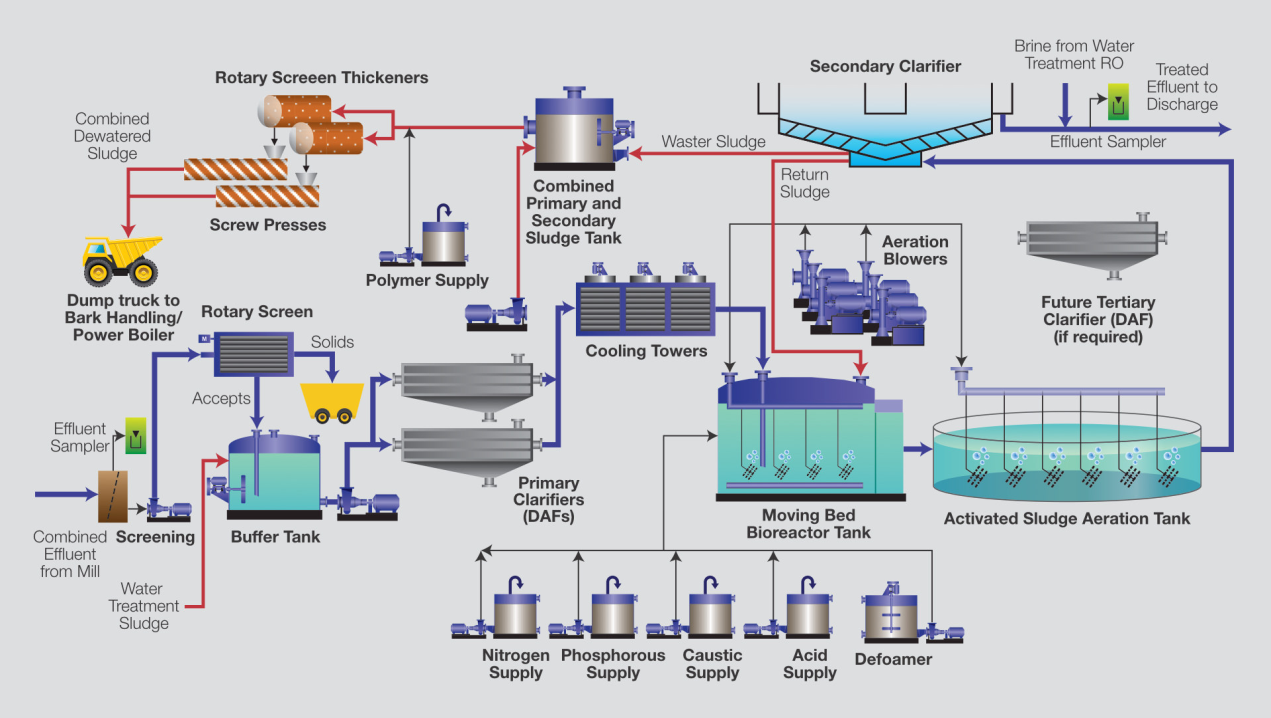 Brine from Water
Treatment RO
Secondary Clarifier
Treated
Effluent to
Discharge
Rotary Screeen Thickeners
Combined
Dewatered
Sludge
Waster Sludge
Effluent Sampler
Return
Sludge
Combined
Primary and
Secondary
Sludge Tank
Screw Presses
Aeration
Blowers
Polymer Supply
Dump truck to
Bark Handling/
Power Boiler
Rotary Screen
Future Tertiary
Clarifier (DAF)
(if required)
M
Solids
Cooling Towers
Accepts
Effluent
Sampler
Primary
Clarifiers
(DAFs)
Combined
Effluent
from Mill
Screening
Buffer Tank
Moving Bed
Bioreactor Tank
Activated Sludge Aeration Tank
Water
Treatment
Sludge
Nitrogen
Supply
Phosphorous
Supply
Caustic
Supply
Acid
Supply
Defoamer